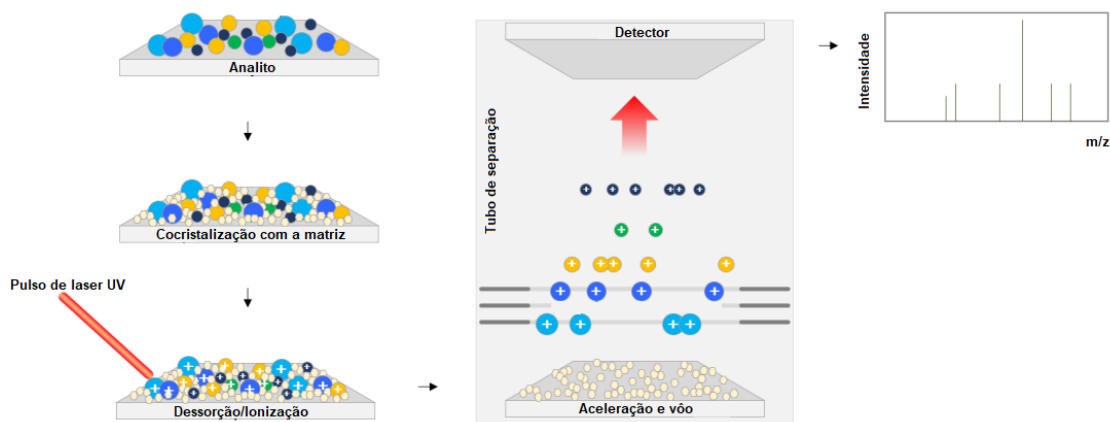 Analito
Cocristalização com a matriz
Pulso de laser UV
Dessorção/Ionização
Detector
Tubo de separação
Aceleração e vôo
Intensidade
m/z